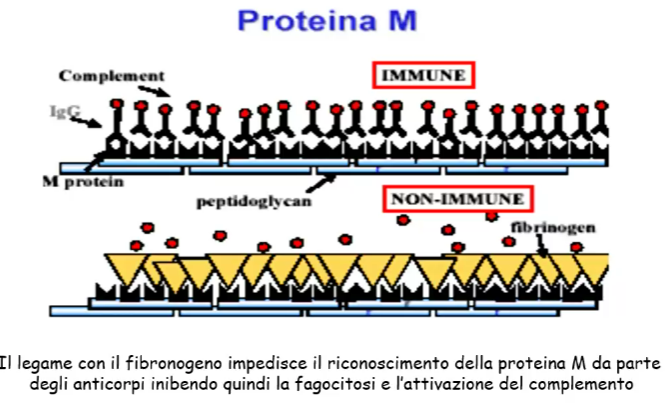 Proteina M
Complement
IMMUNE
IgG
M protein
peptidoglycan
NON-IMMUNE
fibrinogen
Il legame con il fibronogeno impedisce il riconoscimento della proteina M da parte
degli anticorpi inibendo quindi la fagocitosi e l'attivazione del complemento